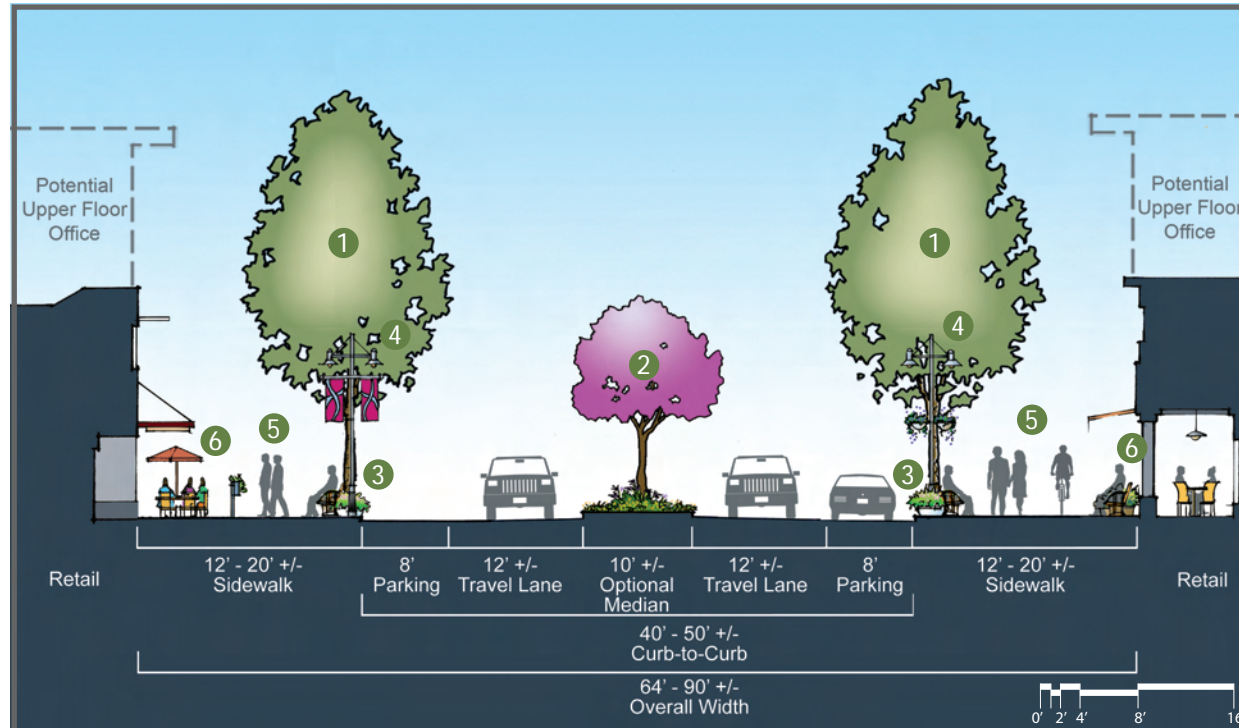 Potential
Upper Floor
Office
Potential
Upper Floor
Office
1
1
4
4
2
5
5
6
6
3
3
Retail
12' - 20' +/-
Sidewalk
8'
Parking
12' +/-
Travel Lane
10' +/-
Optional
Median
12' +/-
Travel Lane
8'
Parking
12' - 20' +/-
Sidewalk
Retail
40' - 50' +/-
Curb-to-Curb
64' - 90' +/-
Overall Width
0' 2' 4' 8' 16